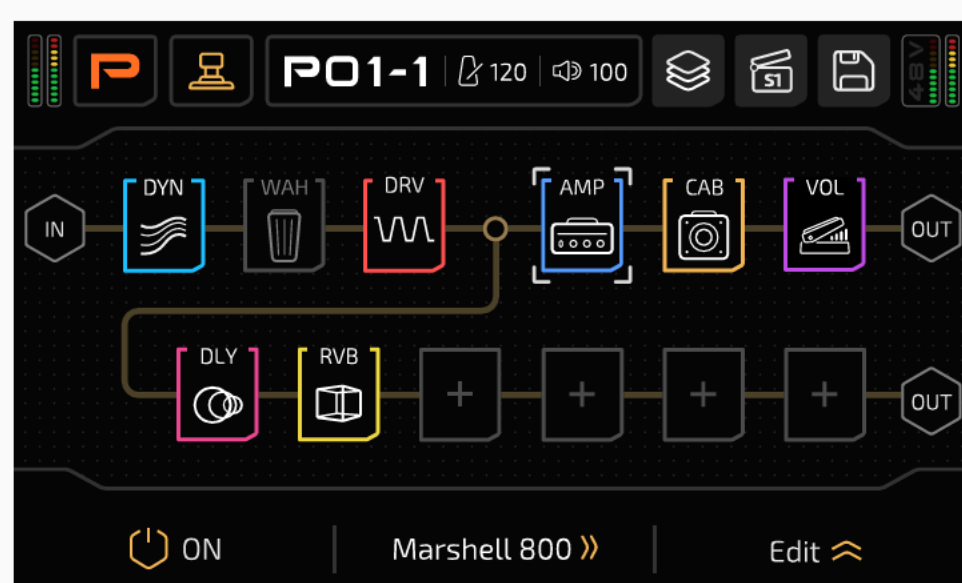 P01-1 120 100 S1 48V
DYN WAH DRV AMP CAB VOL
IN OUT
DLY RVB
+ + + +
OUT
ON Marshell 800 Edit